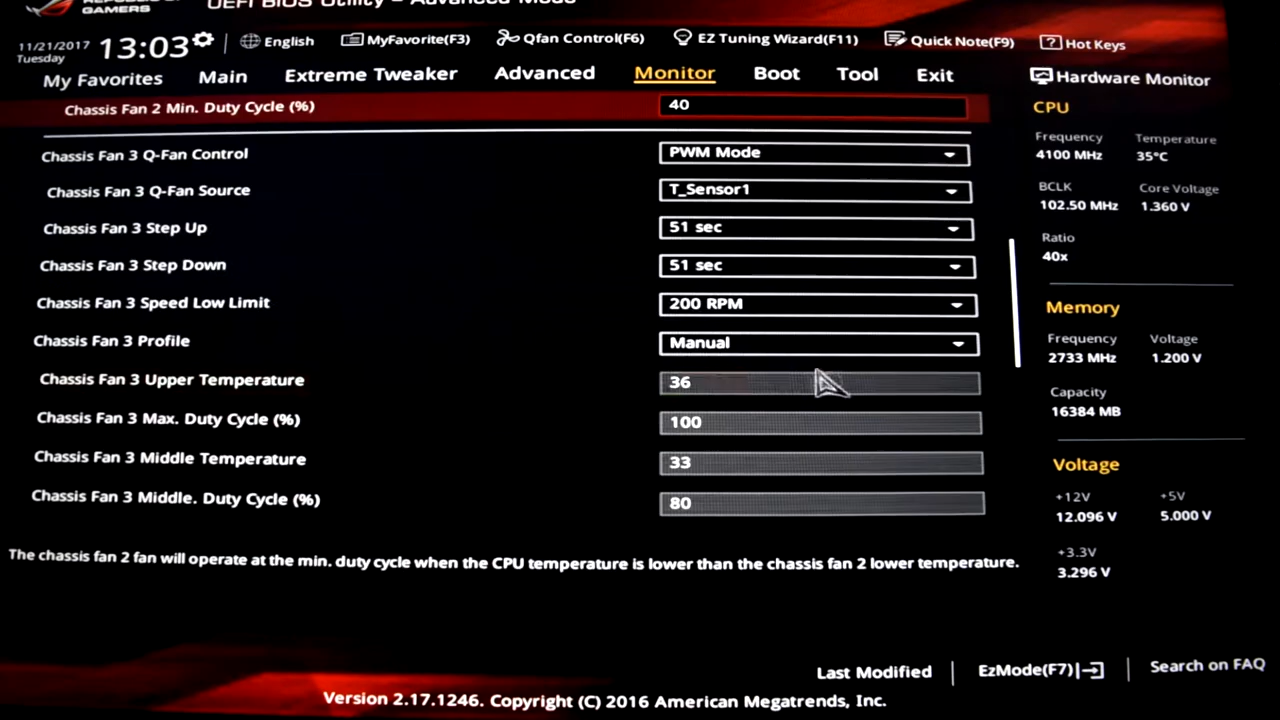 GAMERS
UEFI BIOS Utility – Advanced Mode
11/21/2017
Tuesday
13:03
English
MyFavorite(F3)
Qfan Control(F6)
EZ Tuning Wizard(F11)
Quick Note(F9)
Hot Keys
My Favorites
Main
Extreme Tweaker
Advanced
Monitor
Boot
Tool
Exit
Hardware Monitor
Chassis Fan 2 Min. Duty Cycle (%) 40
Chassis Fan 3 Q-Fan Control PWM Mode
Chassis Fan 3 Q-Fan Source T_Sensor1
Chassis Fan 3 Step Up 51 sec
Chassis Fan 3 Step Down 51 sec
Chassis Fan 3 Speed Low Limit 200 RPM
Chassis Fan 3 Profile Manual
Chassis Fan 3 Upper Temperature 36
Chassis Fan 3 Max. Duty Cycle (%) 100
Chassis Fan 3 Middle Temperature 33
Chassis Fan 3 Middle. Duty Cycle (%) 80
The chassis fan 2 fan will operate at the min. duty cycle when the CPU temperature is lower than the chassis fan 2 lower temperature.
CPU
Frequency Temperature
4100 MHz 35°C
BCLK Core Voltage
102.50 MHz 1.360 V
Ratio
40x
Memory
Frequency Voltage
2733 MHz 1.200 V
Capacity
16384 MB
Voltage
+12V +5V
12.096 V 5.000 V
+3.3V
3.296 V
Last Modified
EzMode(F7)
Search on FAQ
Version 2.17.1246. Copyright (C) 2016 American Megatrends, Inc.